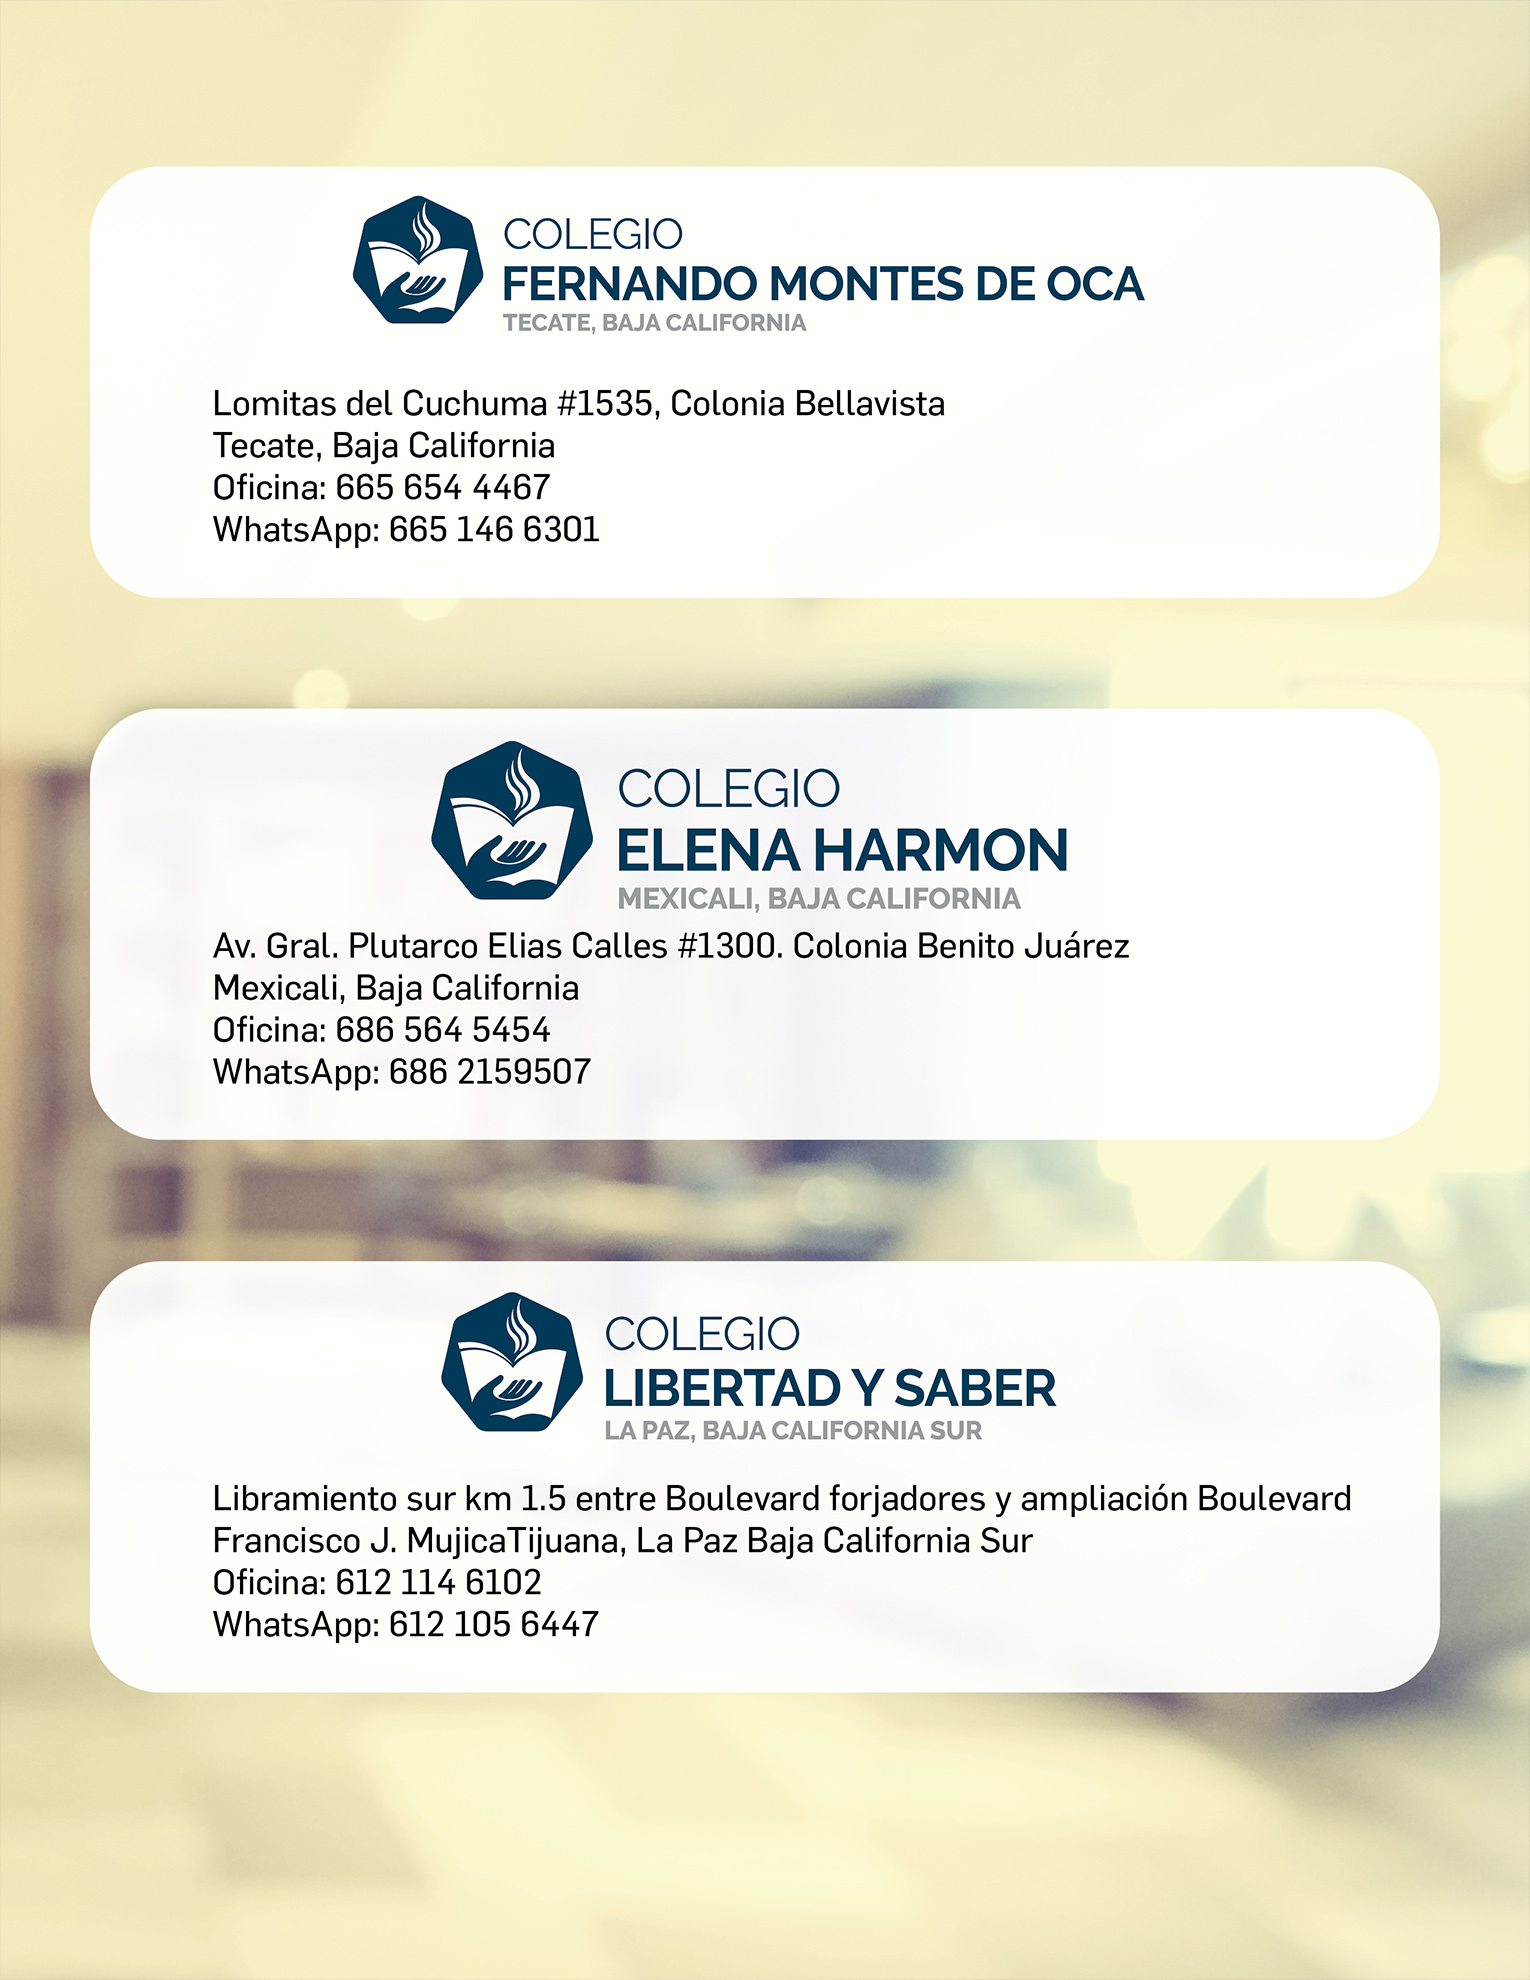 COLEGIO
FERNANDO MONTES DE OCA
TECATE, BAJA CALIFORNIA
Lomitas del Cuchuma #1535, Colonia Bellavista
Tecate, Baja California
Oficina: 665 654 4467
WhatsApp: 665 146 6301
COLEGIO
ELENA HARMON
MEXICALI, BAJA CALIFORNIA
Av. Gral. Plutarco Elias Calles #1300. Colonia Benito Juárez
Mexicali, Baja California
Oficina: 686 564 5454
WhatsApp: 686 2159507
COLEGIO
LIBERTAD Y SABER
LA PAZ, BAJA CALIFORNIA SUR
Libramiento sur km 1.5 entre Boulevard forjadores y ampliación Boulevard
Francisco J. MujicaTijuana, La Paz Baja California Sur
Oficina: 612 114 6102
WhatsApp: 612 105 6447